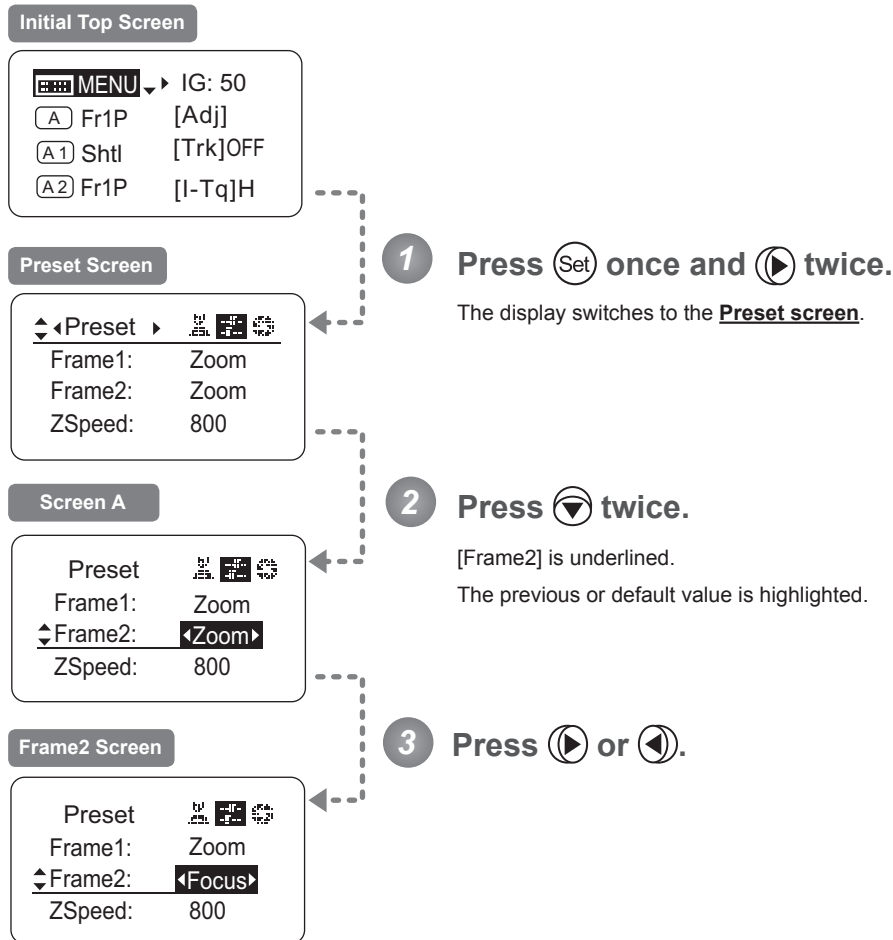 Initial Top Screen
MENU IG: 50
A Fr1P [Adj]
A1 Shtl [Trk]OFF
A2 Fr1P [I-Tq]H
1 Press Set once and twice.
The display switches to the Preset screen.
Preset Screen
Preset
Frame1: Zoom
Frame2: Zoom
ZSpeed: 800
2 Press twice.
[Frame2] is underlined.
The previous or default value is highlighted.
Screen A
Preset
Frame1: Zoom
Frame2: Zoom
ZSpeed: 800
3 Press or .
Frame2 Screen
Preset
Frame1: Zoom
Frame2: Focus
ZSpeed: 800